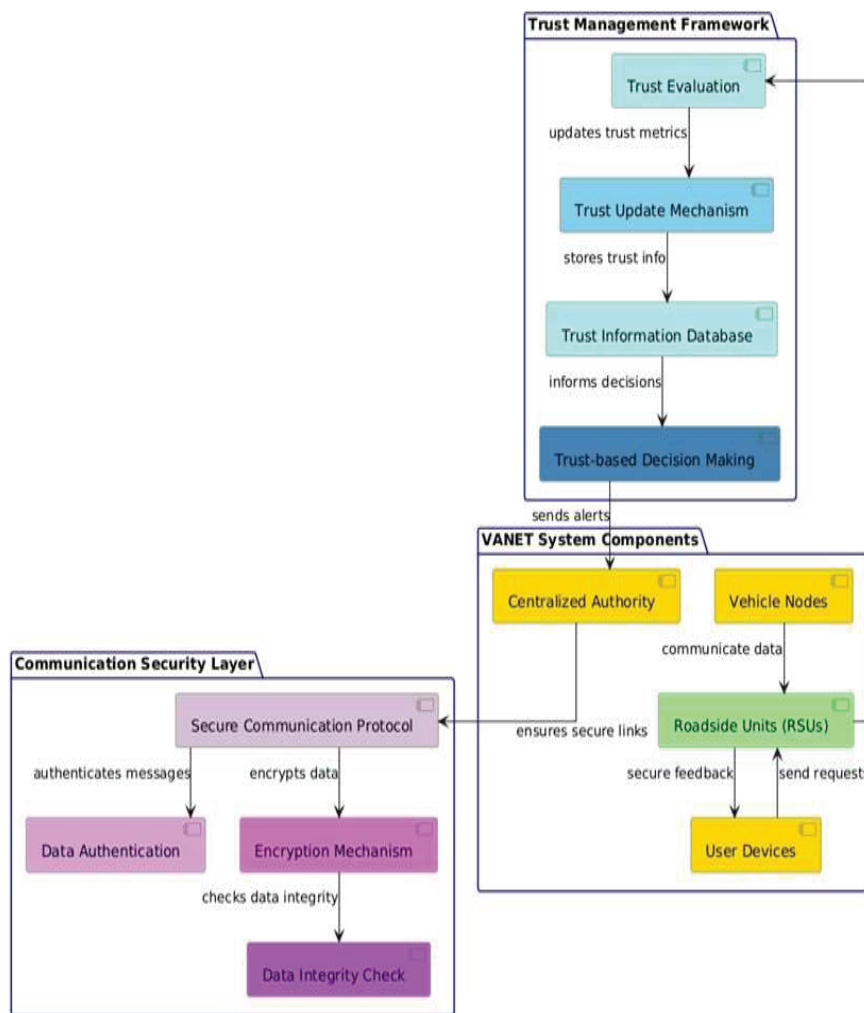 Trust Management Framework
Trust Evaluation
updates trust metrics
Trust Update Mechanism
stores trust info
Trust Information Database
informs decisions
Trust-based Decision Making
sends alerts
VANET System Components
Centralized Authority
Vehicle Nodes
communicate data
Roadside Units (RSUs)
ensures secure links
secure feedback
send requests
User Devices
Communication Security Layer
Secure Communication Protocol
authenticates messages
encrypts data
Data Authentication
Encryption Mechanism
checks data integrity
Data Integrity Check